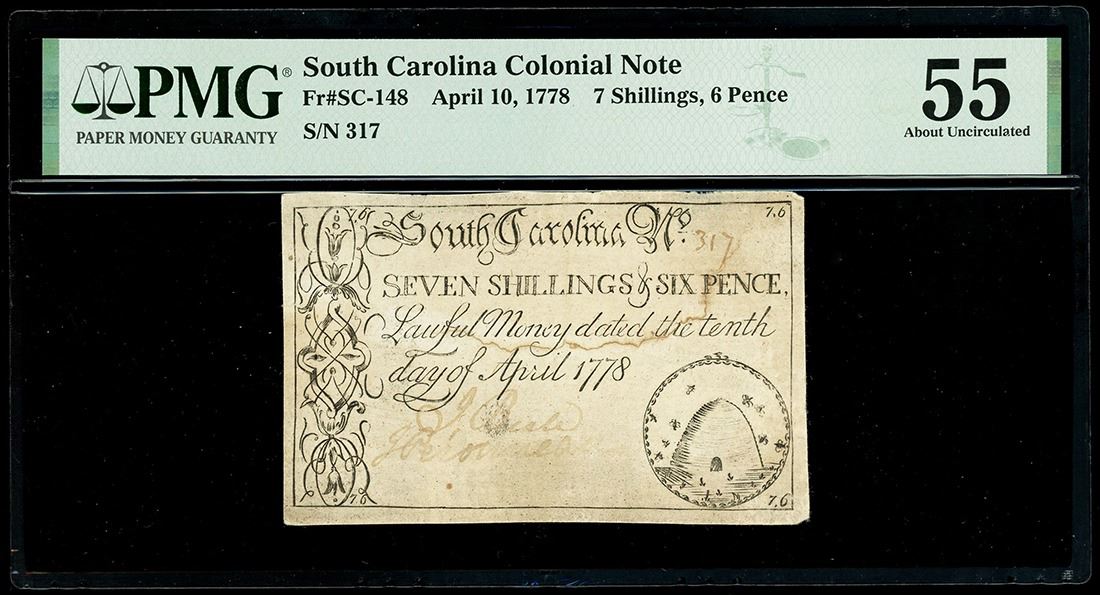 PMG®
PAPER MONEY GUARANTY
South Carolina Colonial Note
Fr#SC-148 April 10, 1778 7 Shillings, 6 Pence
S/N 317
55
About Uncirculated
7,6
7,6
South Carolina No. 317
SEVEN SHILLINGS & SIX PENCE,
Lawful Money dated the tenth
day of April 1778
7,6
7,6